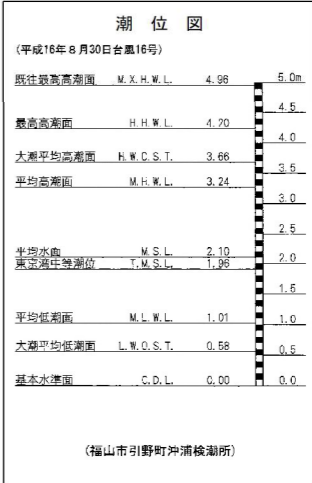 潮位図
(平成16年8月30日台風16号)
既往最高高潮面 M.X.H.W.L. 4.96
5.0m
4.5
最高高潮面 H.H.W.L. 4.20
4.0
大潮平均高潮面 H.W.O.S.T. 3.66
3.5
平均高潮面 M.H.W.L. 3.24
3.0
2.5
平均水面 M.S.L. 2.10
東京湾中等潮位 T.M.S.L. 1.96
2.0
1.5
平均低潮面 M.L.W.L. 1.01
1.0
大潮平均低潮面 L.W.O.S.T. 0.58
0.5
基本水準面 C.D.L. 0.00
0.0
(福山市引野町沖浦検潮所)